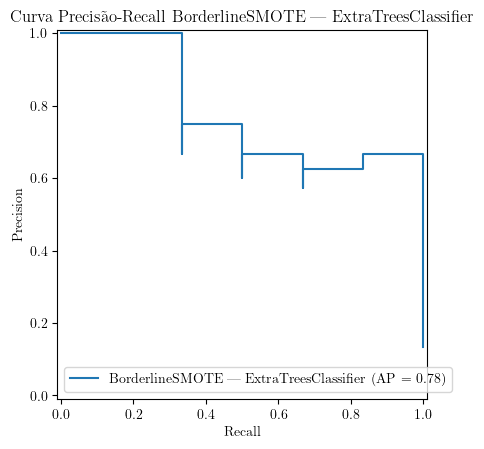 Curva Precisão-Recall BorderlineSMOTE — ExtraTreesClassifier
1.0
0.8
0.6
0.4
0.2
0.0
Precision
BorderlineSMOTE — ExtraTreesClassifier (AP = 0.78)
0.0 0.2 0.4 0.6 0.8 1.0
Recall